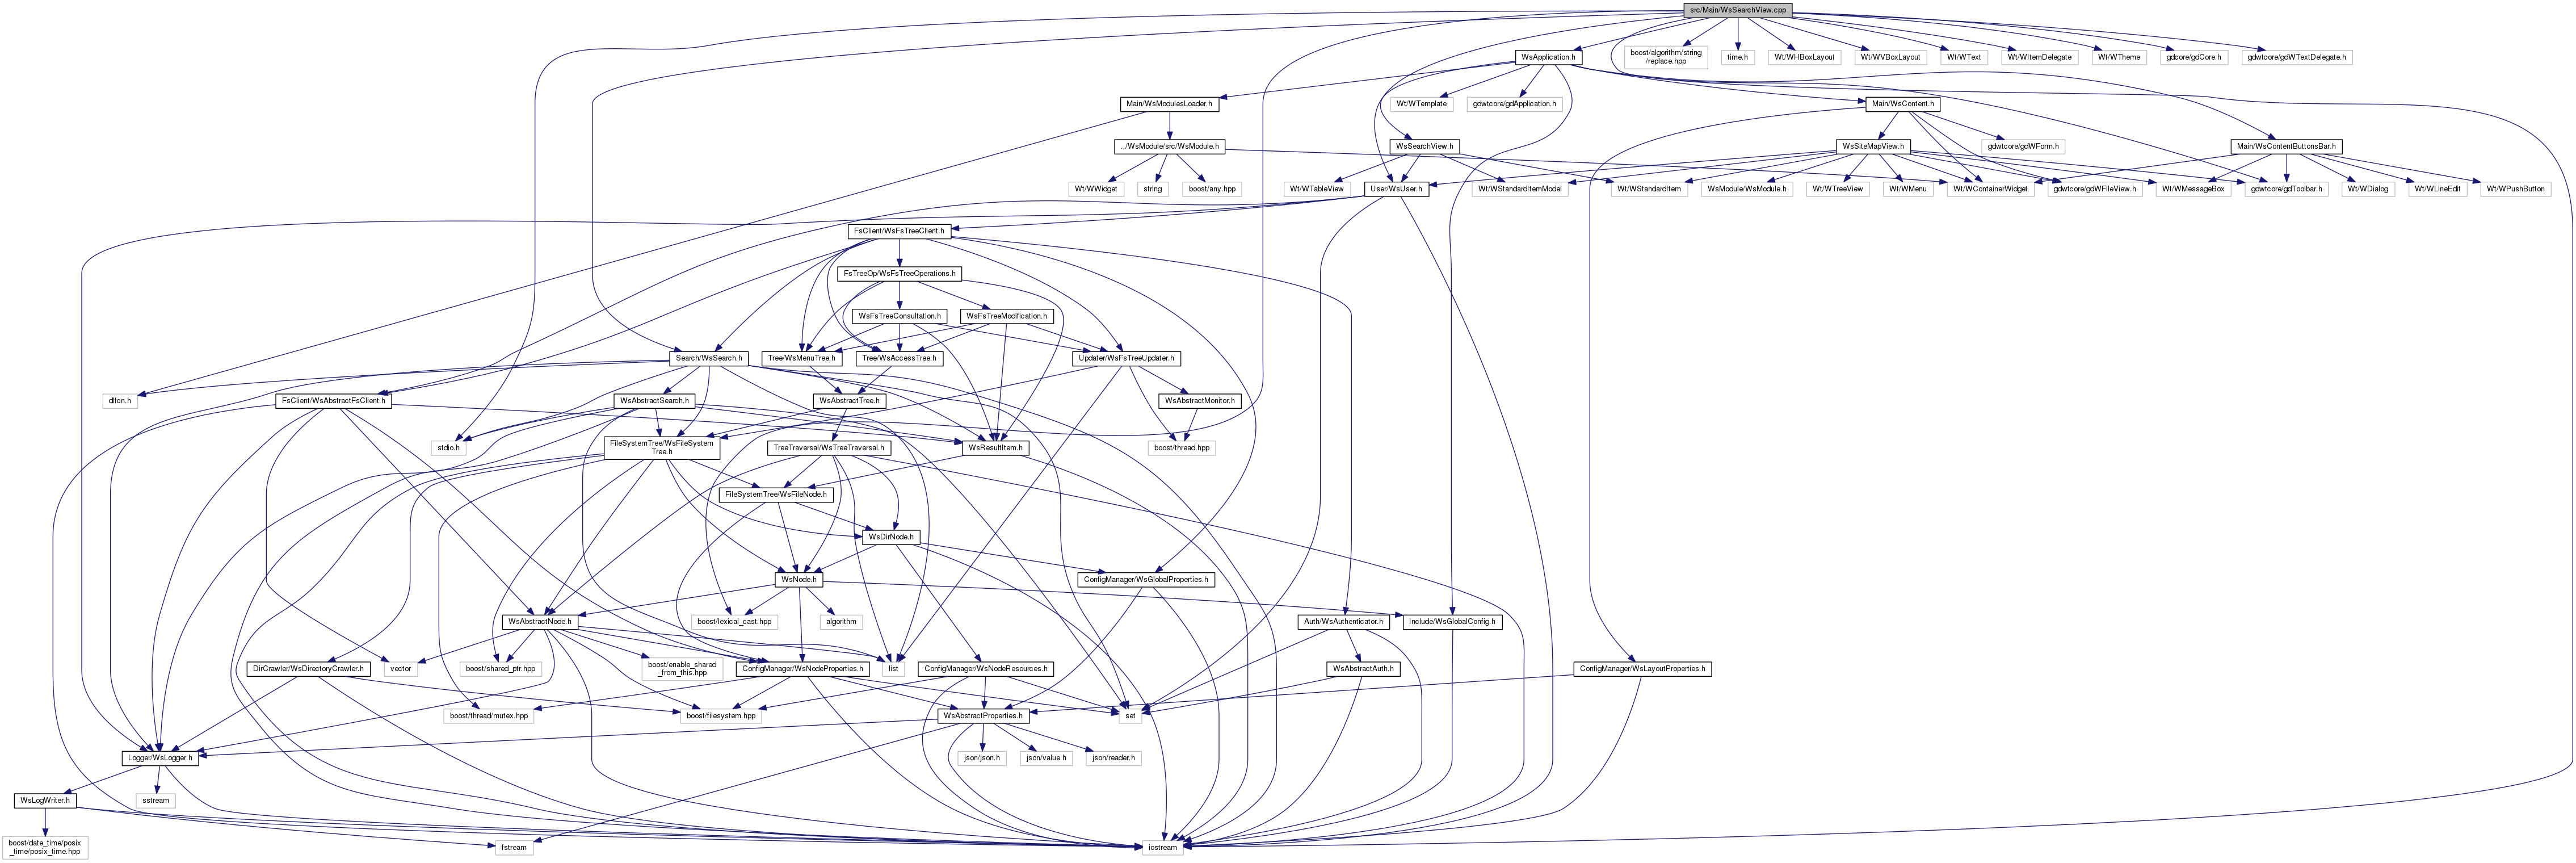 src/Main/WsSearchView.cpp
WsApplication.h
boost/algorithm/string
/replace.hpp
time.h
Wt/WHBoxLayout
Wt/WVBoxLayout
Wt/WText
Wt/WItemDelegate
Wt/WTheme
gdcore/gdCore.h
gdwtcore/gdWTextDelegate.h
Main/WsModulesLoader.h
Wt/WTemplate
gdwtcore/gdApplication.h
Main/WsContent.h
../WsModule/src/WsModule.h
WsSearchView.h
WsSiteMapView.h
gdwtcore/gdWForm.h
Main/WsContentButtonsBar.h
Wt/WWidget
string
boost/any.hpp
Wt/WTableView
User/WsUser.h
Wt/WStandardItemModel
Wt/WStandardItem
WsModule/WsModule.h
Wt/WTreeView
Wt/WMenu
Wt/WContainerWidget
gdwtcore/gdWFileView.h
Wt/WMessageBox
gdwtcore/gdToolbar.h
Wt/WDialog
Wt/WLineEdit
Wt/WPushButton
FsClient/WsFsTreeClient.h
FsTreeOp/WsFsTreeOperations.h
WsFsTreeConsultation.h
WsFsTreeModification.h
Search/WsSearch.h
Tree/WsMenuTree.h
Tree/WsAccessTree.h
Updater/WsFsTreeUpdater.h
dlfcn.h
FsClient/WsAbstractFsClient.h
WsAbstractSearch.h
WsAbstractTree.h
WsAbstractMonitor.h
stdio.h
FileSystemTree/WsFileSystem
Tree.h
TreeTraversal/WsTreeTraversal.h
WsResultItem.h
boost/thread.hpp
FileSystemTree/WsFileNode.h
WsDirNode.h
WsNode.h
ConfigManager/WsGlobalProperties.h
WsAbstractNode.h
boost/lexical_cast.hpp
algorithm
Auth/WsAuthenticator.h
Include/WsGlobalConfig.h
DirCrawler/WsDirectoryCrawler.h
vector
boost/shared_ptr.hpp
boost/enable_shared
_from_this.hpp
ConfigManager/WsNodeProperties.h
list
ConfigManager/WsNodeResources.h
WsAbstractAuth.h
ConfigManager/WsLayoutProperties.h
boost/thread/mutex.hpp
boost/filesystem.hpp
WsAbstractProperties.h
set
Logger/WsLogger.h
json/json.h
json/value.h
json/reader.h
WsLogWriter.h
sstream
boost/date_time/posix
_time/posix_time.hpp
fstream
iostream